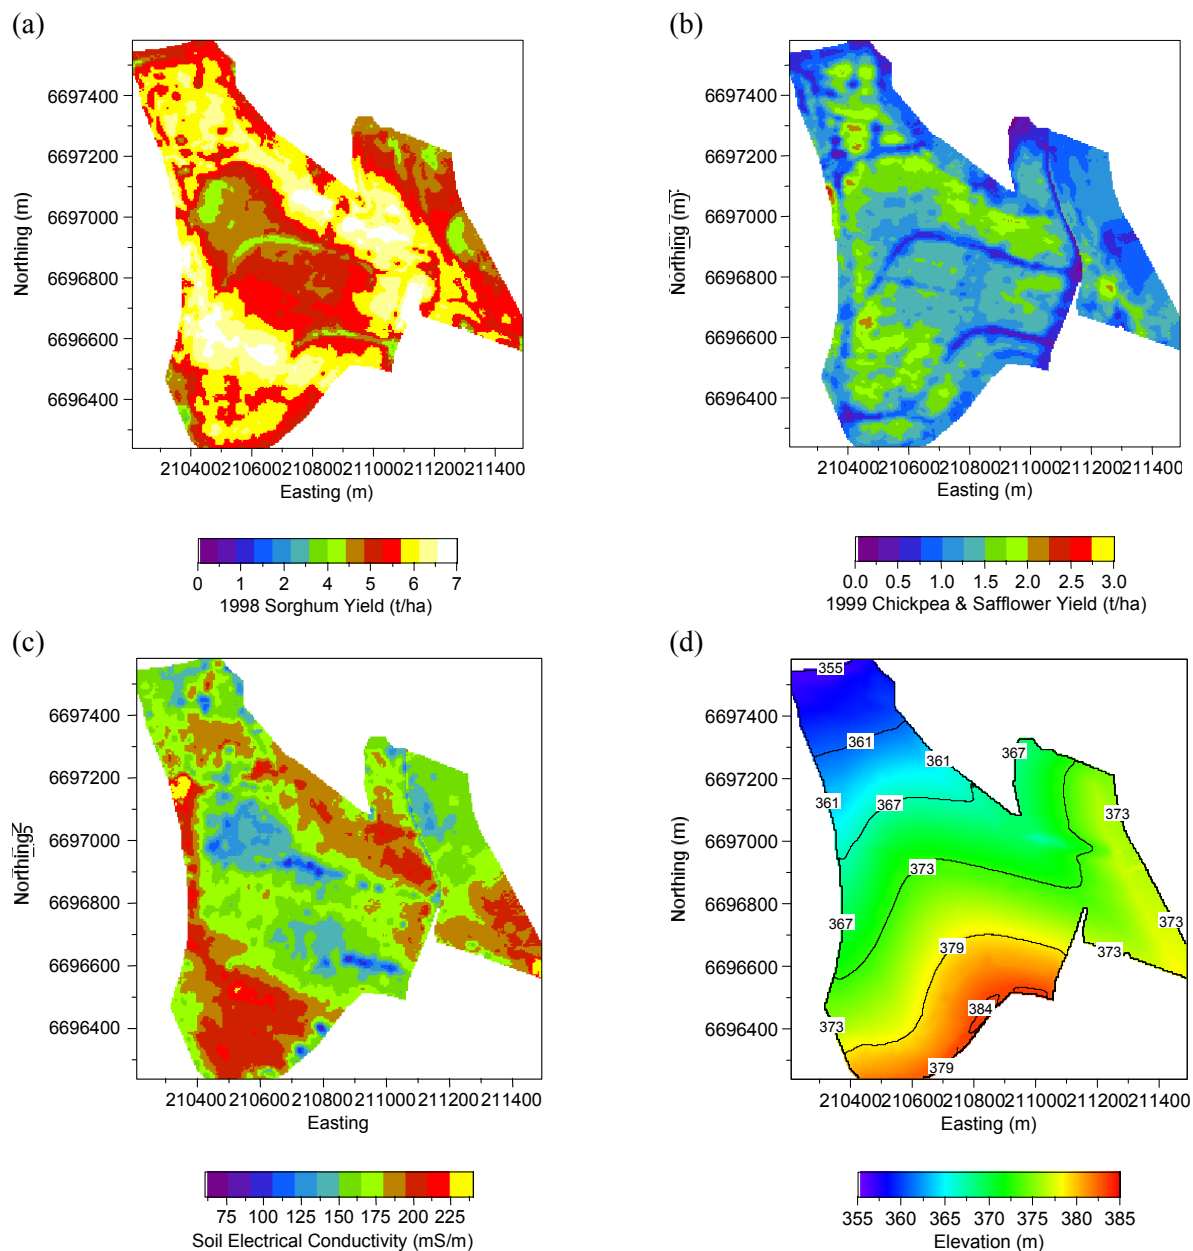 (a)
6697400
6697200
6697000
6696800
6696600
6696400
Northing (m)
210400210600210800211000211200211400
Easting (m)
0 1 2 3 4 5 6 7
1998 Sorghum Yield (t/ha)
(b)
6697400
6697200
6697000
6696800
6696600
6696400
Northing (m)
210400210600210800211000211200211400
Easting (m)
0.0 0.5 1.0 1.5 2.0 2.5 3.0
1999 Chickpea & Safflower Yield (t/ha)
(c)
6697400
6697200
6697000
6696800
6696600
6696400
210400210600210800211000211200211400
Easting
75 100 125 150 175 200 225
Soil Electrical Conductivity (mS/m)
(d)
6697400
6697200
6697000
6696800
6696600
6696400
Northing (m)
355
361
361
361
367
367
367
373
373
373
373
373
379
379
384
210400210600210800211000211200211400
Easting (m)
355 360 365 370 375 380 385
Elevation (m)